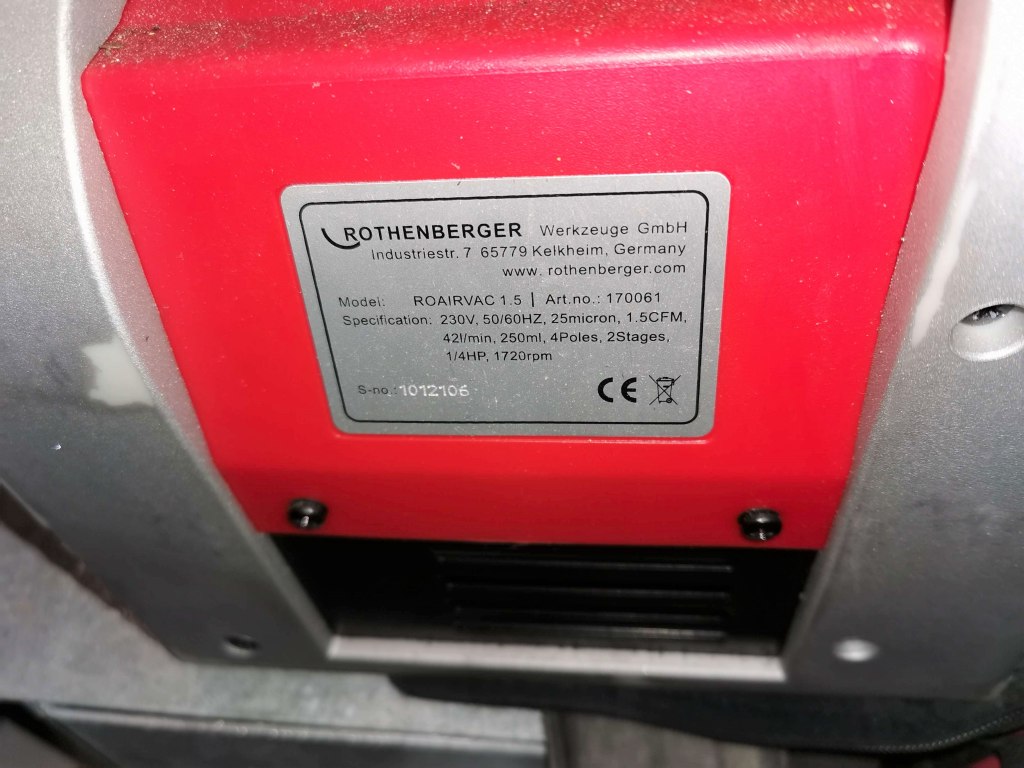 ROTHENBERGER Werkzeuge GmbH
Industriestr. 7 65779 Kelkheim, Germany
www. rothenberger.com
Model: ROAIRVAC 1.5 | Art.no.: 170061
Specification: 230V, 50/60HZ, 25micron, 1.5CFM,
42l/min, 250ml, 4Poles, 2Stages,
1/4HP, 1720rpm
S-no.: 1012106 CE